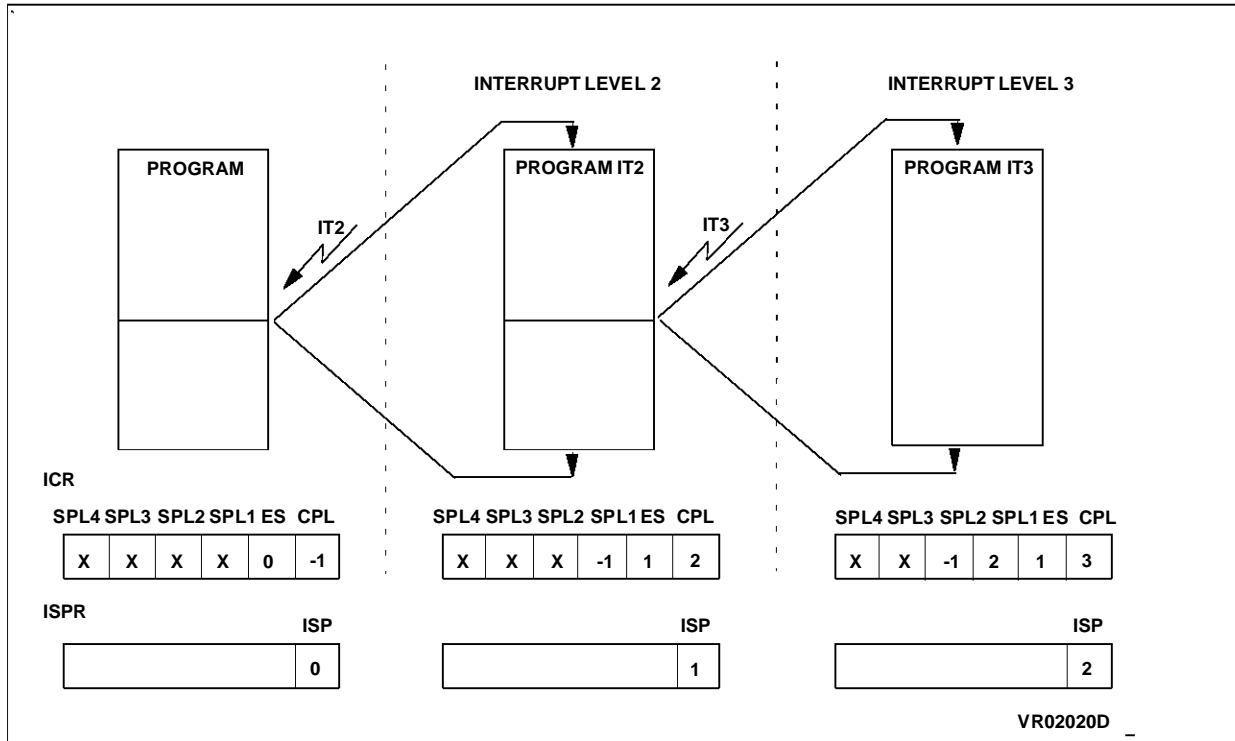 INTERRUPT LEVEL 2 INTERRUPT LEVEL 3
PROGRAM PROGRAM IT2 PROGRAM IT3
IT2 IT3
ICR
SPL4 SPL3 SPL2 SPL1 ES CPL SPL4 SPL3 SPL2 SPL1 ES CPL SPL4 SPL3 SPL2 SPL1 ES CPL
X X X X 0 -1 X X X -1 1 2 X X -1 2 1 3
ISPR
ISP ISP ISP
0 1 2
VR02020D